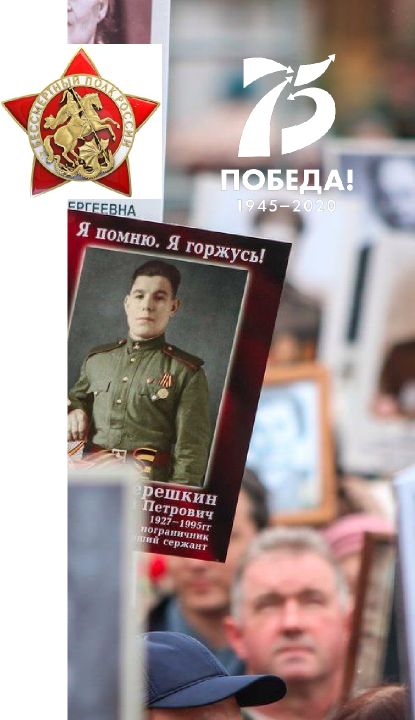 БЕССМЕРТНЫЙ ПОЛК РОССИИ
75
ПОБЕДА!
1945–2020
ЕРГЕЕВНА
Я помню. Я горжусь!
ерешкин
Петрович
1927–1995гг
пограничник
ший сержант